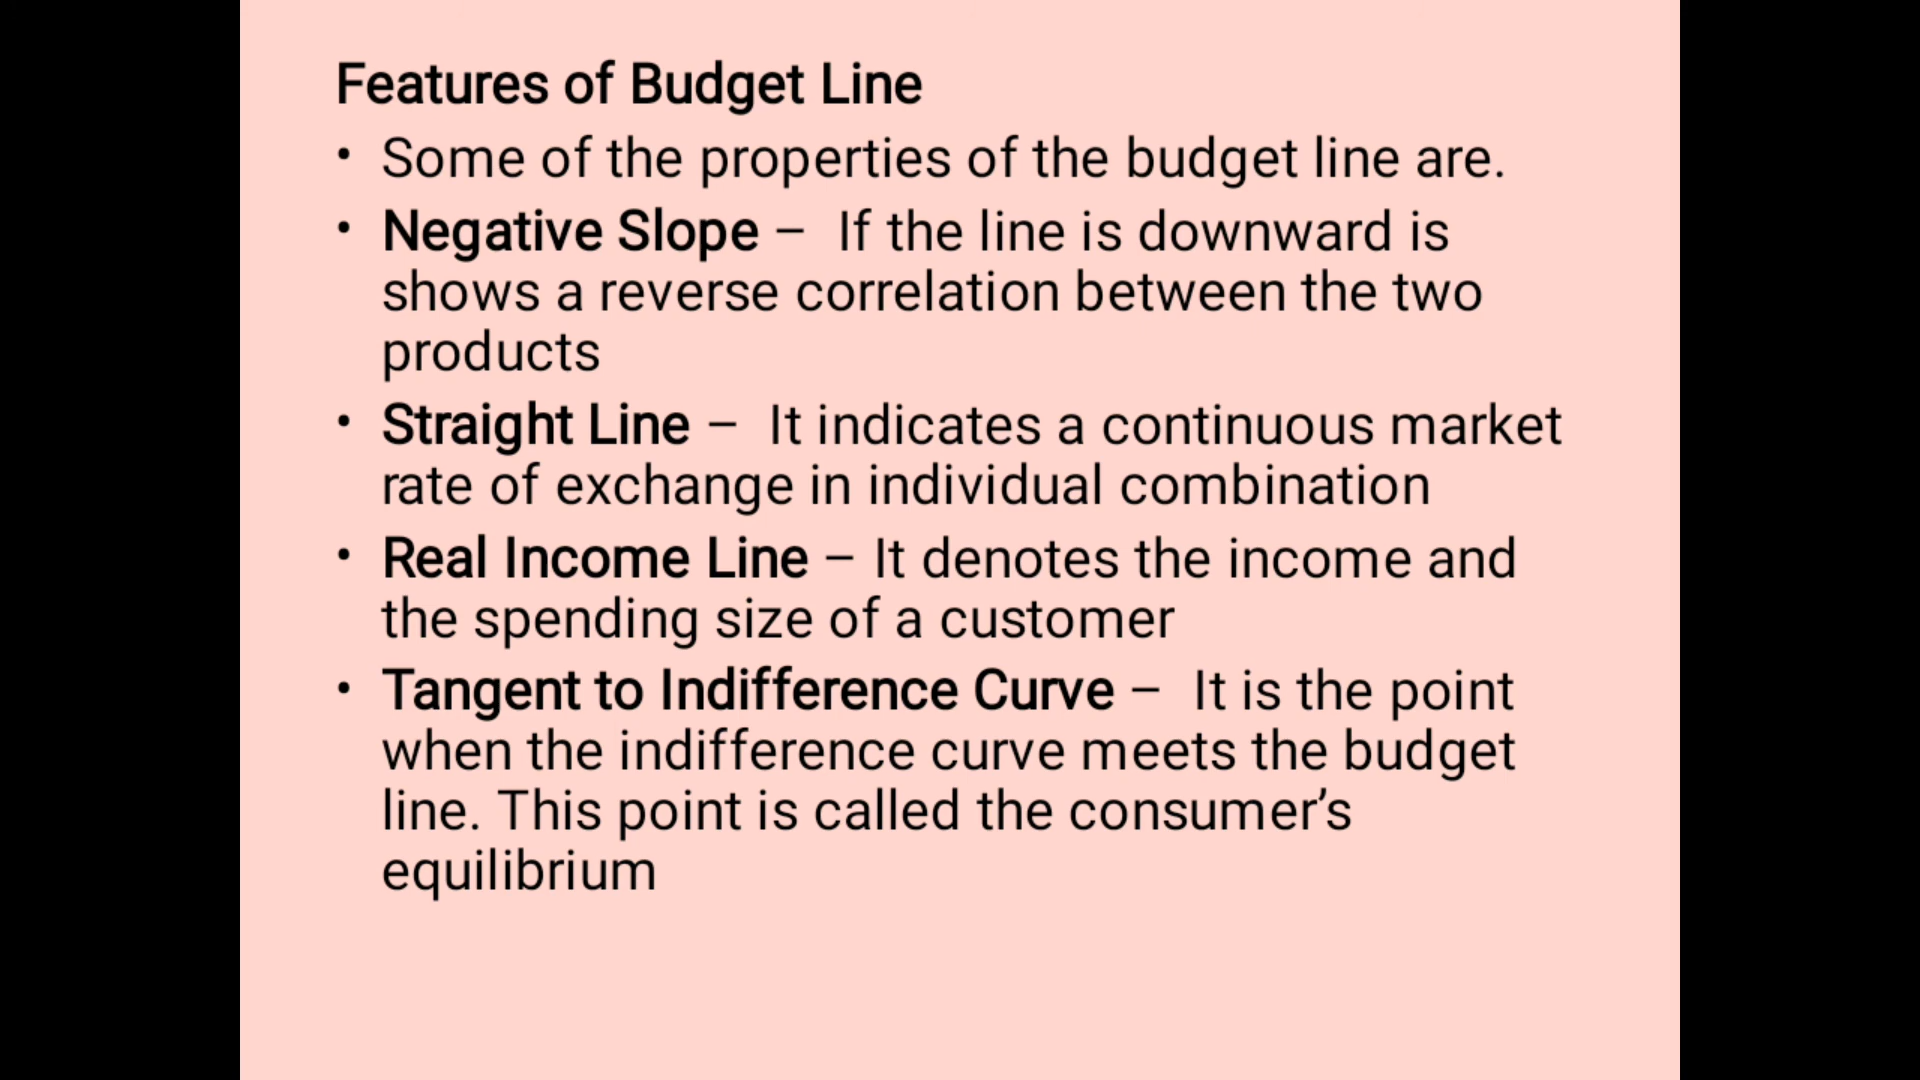 Features of Budget Line
• Some of the properties of the budget line are.
• Negative Slope – If the line is downward is
shows a reverse correlation between the two
products
• Straight Line – It indicates a continuous market
rate of exchange in individual combination
• Real Income Line – It denotes the income and
the spending size of a customer
• Tangent to Indifference Curve – It is the point
when the indifference curve meets the budget
line. This point is called the consumer’s
equilibrium